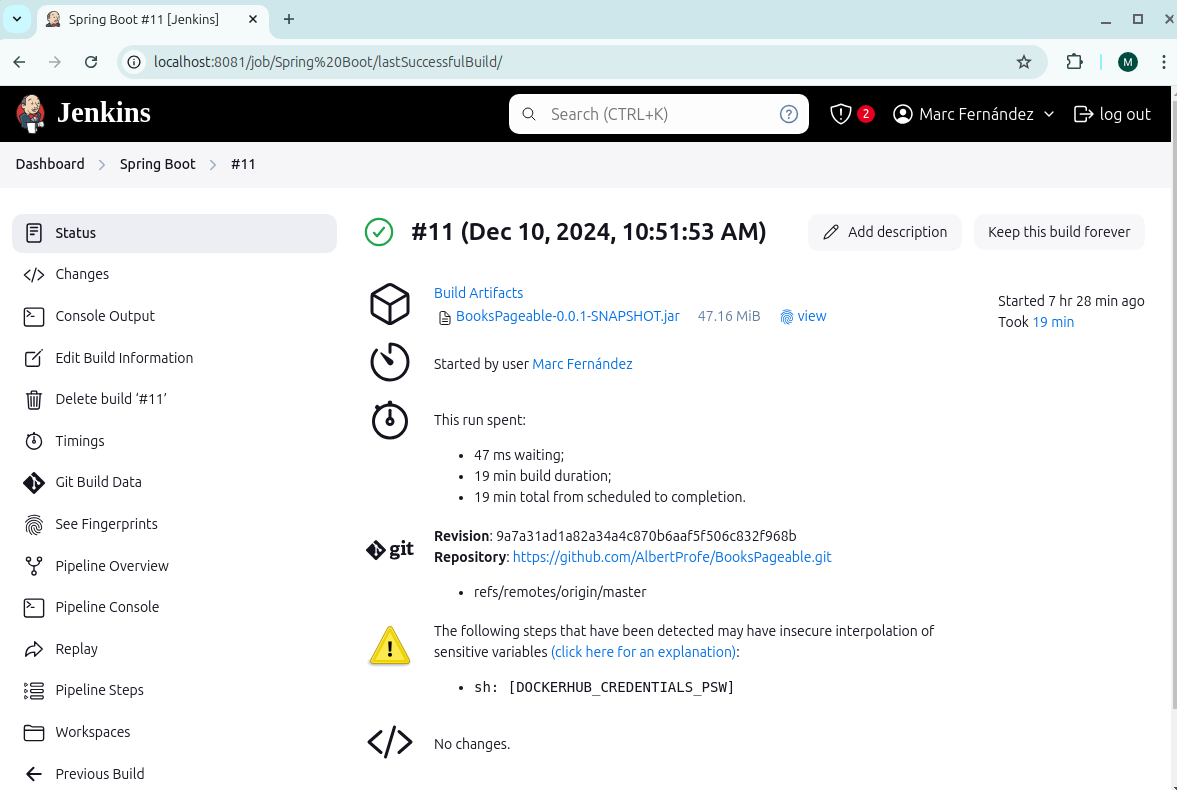 Spring Boot #11 [Jenkins]
localhost:8081/job/Spring%20Boot/lastSuccessfulBuild/
M
Jenkins
Search (CTRL+K)
?
2
Marc Fernández
log out
Dashboard
Spring Boot
#11
Status
Changes
Console Output
Edit Build Information
Delete build ‘#11’
Timings
Git Build Data
See Fingerprints
Pipeline Overview
Pipeline Console
Replay
Pipeline Steps
Workspaces
Previous Build
#11 (Dec 10, 2024, 10:51:53 AM)
Add description
Keep this build forever
Build Artifacts
BooksPageable-0.0.1-SNAPSHOT.jar 47.16 MiB view
Started 7 hr 28 min ago
Took 19 min
Started by user Marc Fernández
This run spent:
• 47 ms waiting;
• 19 min build duration;
• 19 min total from scheduled to completion.
git
Revision: 9a7a31ad1a82a34a4c870b6aaf5f506c832f968b
Repository: https://github.com/AlbertProfe/BooksPageable.git
• refs/remotes/origin/master
The following steps that have been detected may have insecure interpolation of
sensitive variables (click here for an explanation):
• sh: [DOCKERHUB_CREDENTIALS_PSW]
No changes.